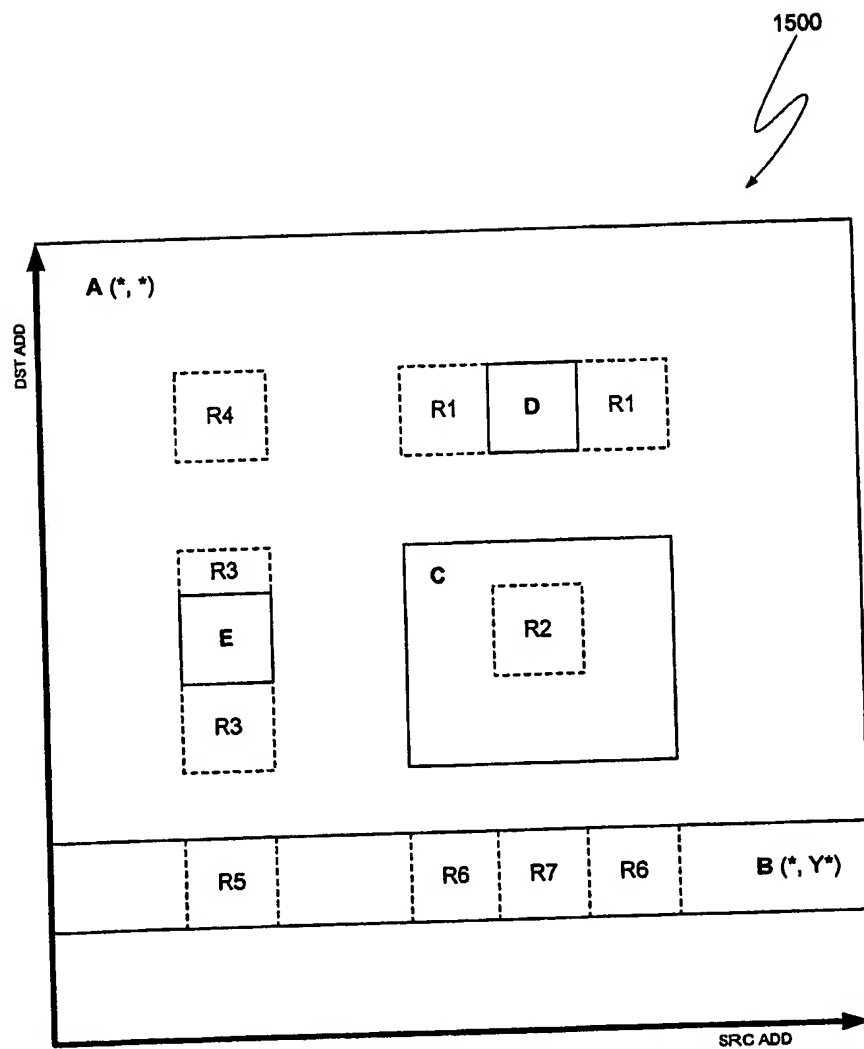 1500
DST ADD
A (*, *)
R4
R1
D
R1
R3
E
R3
C
R2
R5
R6
R7
R6
B (*, Y*)
SRC ADD